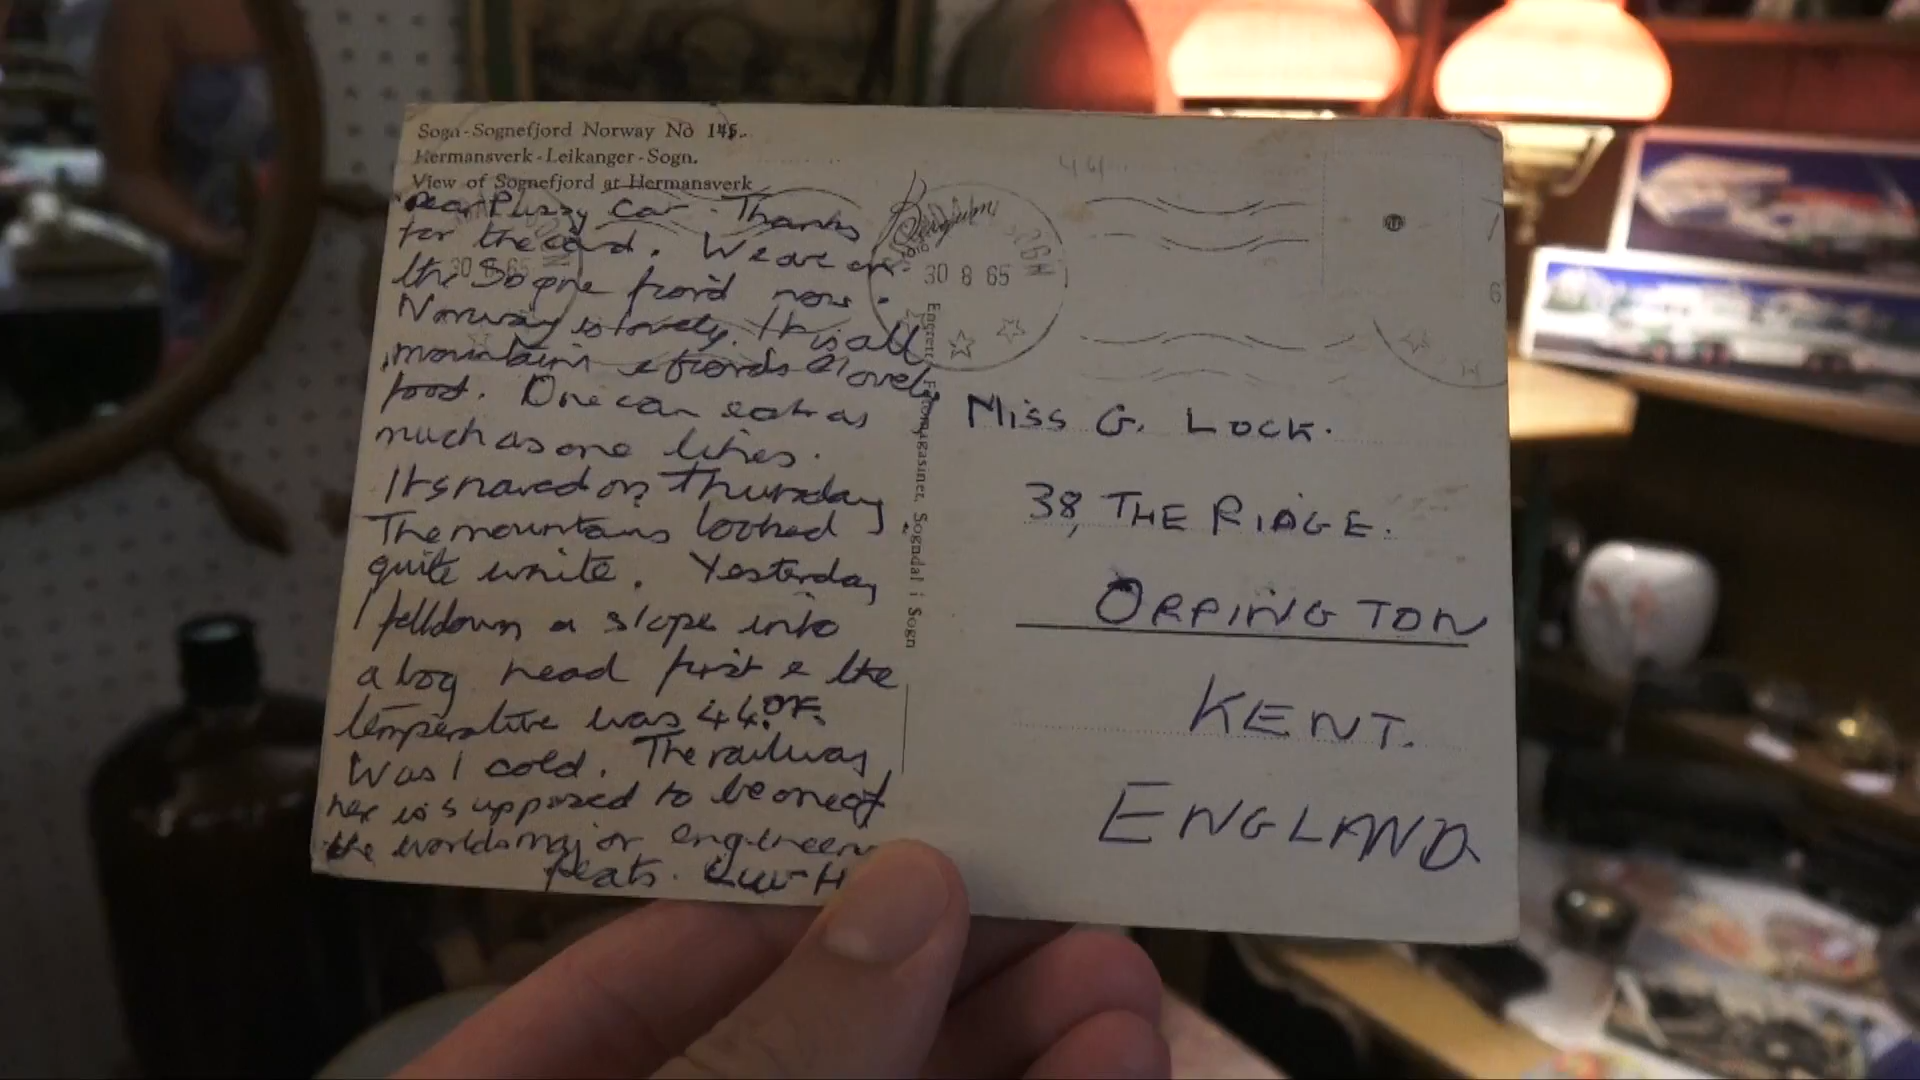 Sogn-Sognefjord Norway No 145.
Hermansverk-Leikanger-Sogn.
View of Sognefjord at Hermansverk
Dear Pussy Cat. Thanks
for the card. We are on
the Sogne fiord now.
Norway is lovely. It is all
mountains & fiords & lovely
food. One can eat as
much as one likes.
It snowed on Thursday
The mountains looked
quite white. Yesterday
I fell down a slope into
a bog head first & the
temperature was 44°F.
Was I cold. The railway
here is supposed to be one of
the worlds major engineer
feats.
30 8 65
30 8 65
Sogndal i Sogn
Miss G. Lock.
38, THE RIDGE.
ORPINGTON
KENT.
ENGLAND